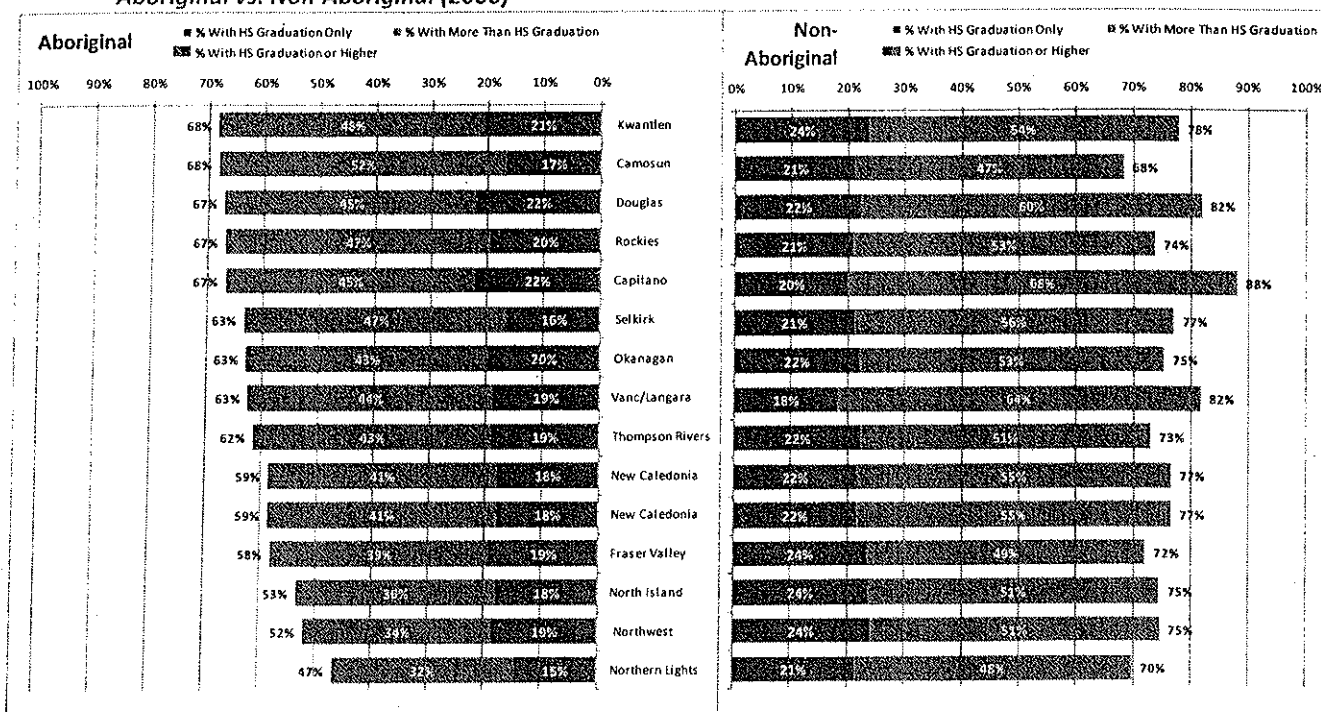 Aboriginal vs. Non-Aboriginal
Aboriginal
% With HS Graduation Only % With More Than HS Graduation
% With HS Graduation or Higher
100% 90% 80% 70% 60% 50% 40% 30% 20% 10% 0%
Non-Aboriginal
% With HS Graduation Only % With More Than HS Graduation
% With HS Graduation or Higher
0% 10% 20% 30% 40% 50% 60% 70% 80% 90% 100%
68% 48% 21% Kwantlen 24% 54% 78%
68% 52% 17% Camosun 21% 47% 68%
67% 45% 22% Douglas 22% 60% 82%
67% 47% 20% Rockies 21% 53% 74%
67% 45% 22% Capilano 20% 68% 88%
63% 47% 16% Selkirk 21% 56% 77%
63% 43% 20% Okanagan 22% 53% 75%
63% 44% 19% Vanc/Langara 18% 64% 82%
62% 43% 19% Thompson Rivers 22% 51% 73%
59% 41% 18% New Caledonia 22% 55% 77%
59% 41% 18% New Caledonia 22% 55% 77%
58% 39% 19% Fraser Valley 24% 49% 72%
53% 18% North Island 24% 51% 75%
52% 34% 19% Northwest 24% 51% 75%
47% 32% 15% Northern Lights 21% 48% 70%